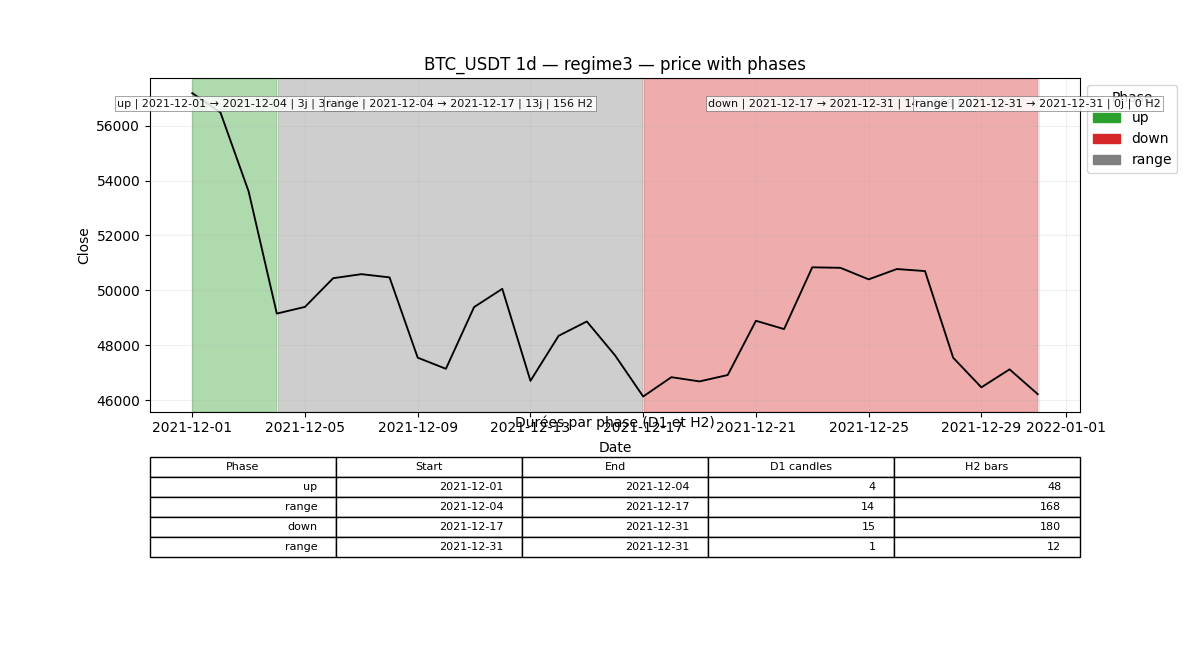 BTC_USDT 1d — regime3 — price with phases
up | 2021-12-01 → 2021-12-04 | 3j | 3
range | 2021-12-04 → 2021-12-17 | 13j | 156 H2
down | 2021-12-17 → 2021-12-31 | 14
range | 2021-12-31 → 2021-12-31 | 0j | 0 H2
Phase
up
down
range
Close
56000
54000
52000
50000
48000
46000
2021-12-01 2021-12-05 2021-12-09 2021-12-13 2021-12-17 2021-12-21 2021-12-25 2021-12-29 2022-01-01
Durées par phase (D1 et H2)
Date
Phase Start End D1 candles H2 bars
up 2021-12-01 2021-12-04 4 48
range 2021-12-04 2021-12-17 14 168
down 2021-12-17 2021-12-31 15 180
range 2021-12-31 2021-12-31 1 12